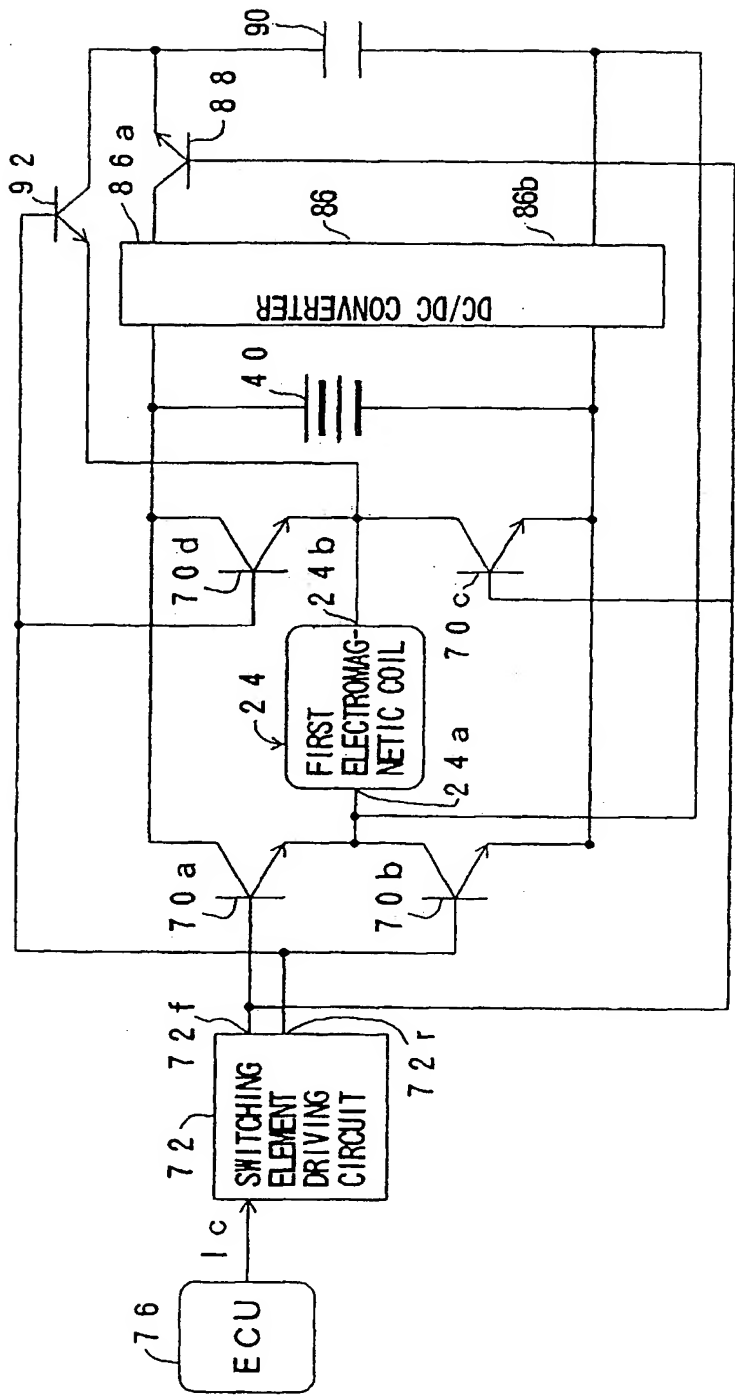 76
ECU
Ic
72
72f
72r
SWITCHING
ELEMENT
DRIVING
CIRCUIT
70a
70b
24
FIRST
ELECTROMAG-
NETIC COIL
24a
24b
70d
70c
40
DC/DC CONVERTER
86
86a
86b
88
90
92